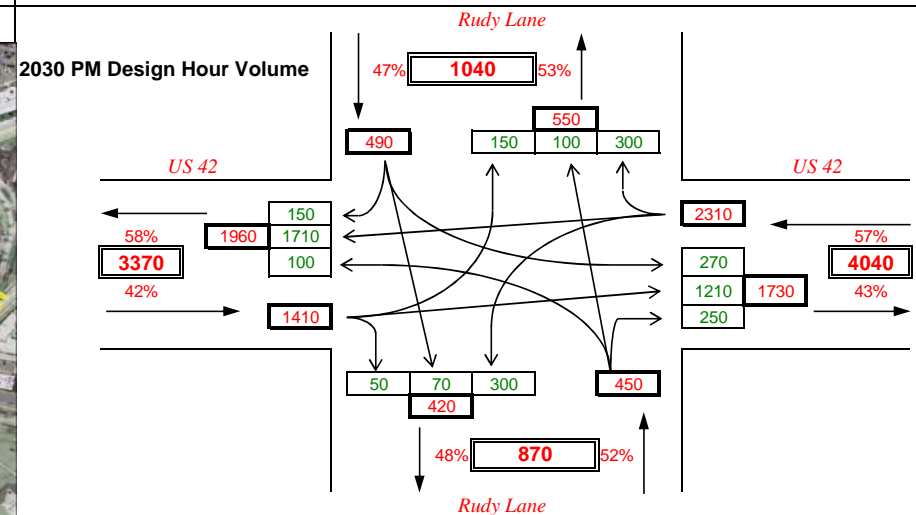 Rudy Lane
2030 PM Design Hour Volume
47% 1040 53%
550
490 150 100 300
US 42 US 42
150 2310
58% 1960 1710 57%
3370 100 270 4040
42% 1210 1730 43%
1410 250
50 70 300 450
420
48% 870 52%
Rudy Lane